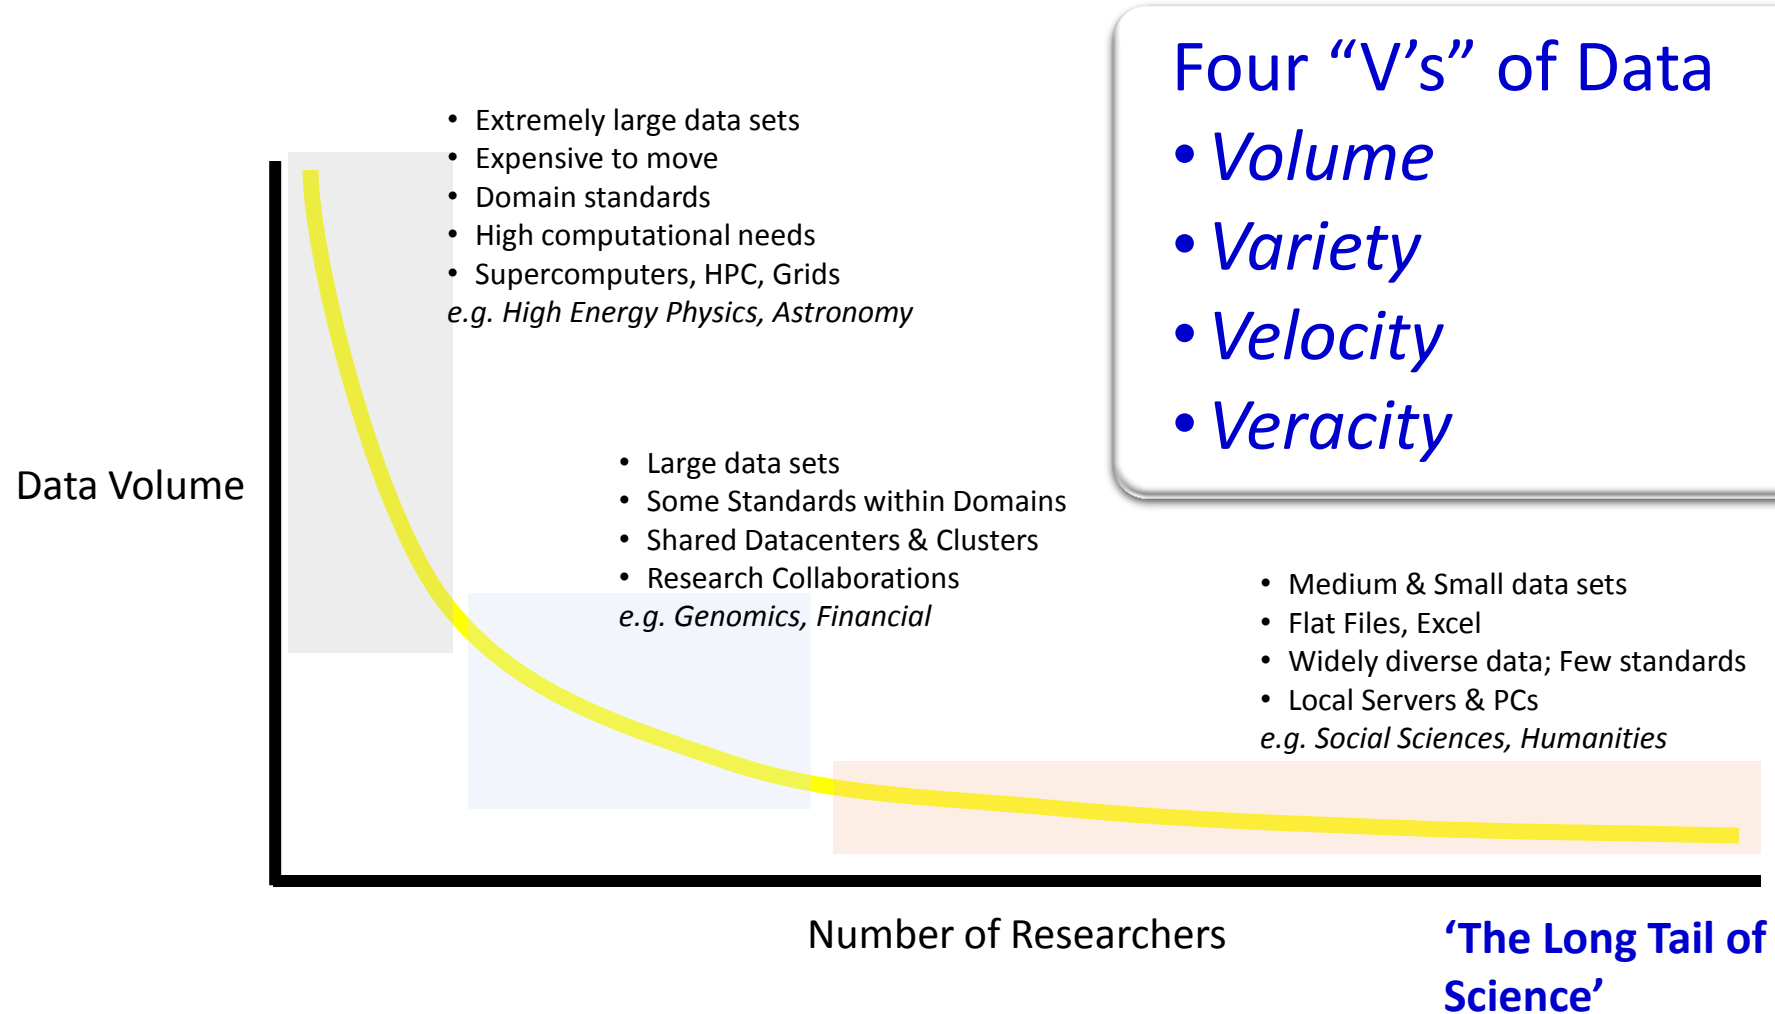 Four “V’s” of Data
• Volume
• Variety
• Velocity
• Veracity
• Extremely large data sets
• Expensive to move
• Domain standards
• High computational needs
• Supercomputers, HPC, Grids
e.g. High Energy Physics, Astronomy
Data Volume
• Large data sets
• Some Standards within Domains
• Shared Datacenters & Clusters
• Research Collaborations
e.g. Genomics, Financial
• Medium & Small data sets
• Flat Files, Excel
• Widely diverse data; Few standards
• Local Servers & PCs
e.g. Social Sciences, Humanities
Number of Researchers
‘The Long Tail of
Science’